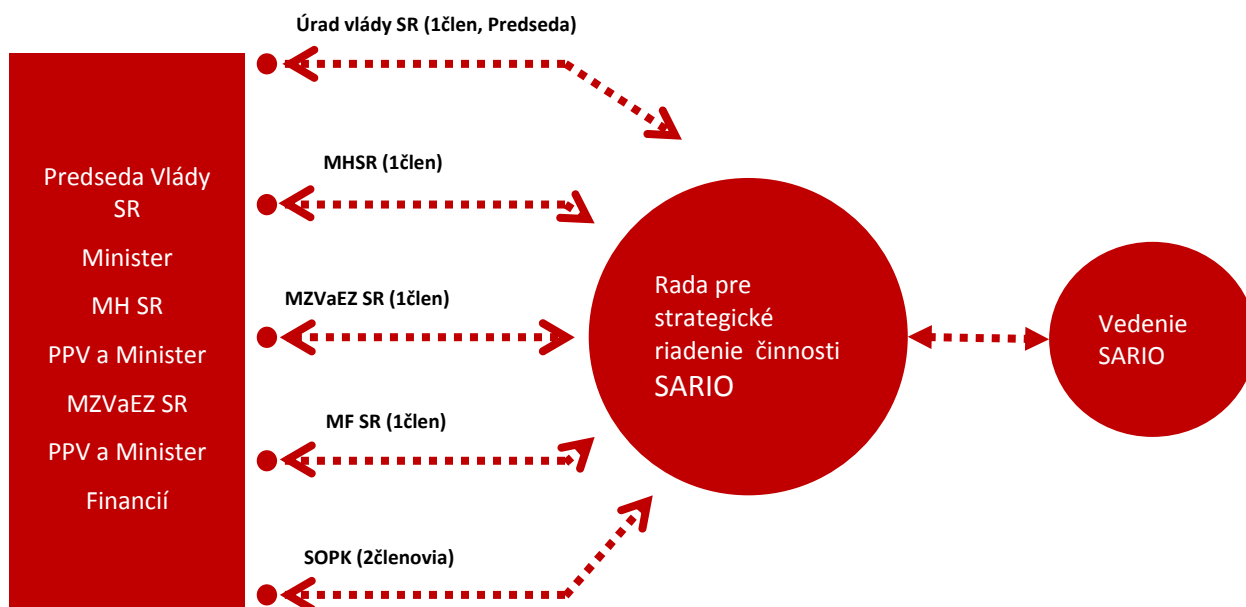 Úrad vlády SR (1člen, Predseda)
MHSR (1člen)
MZVaEZ SR (1člen)
MF SR (1člen)
SOPK (2členovia)
Predseda Vlády
SR
Minister
MH SR
PPV a Minister
MZVaEZ SR
PPV a Minister
Financií
Rada pre
strategické
riadenie činnosti
SARIO
Vedenie
SARIO